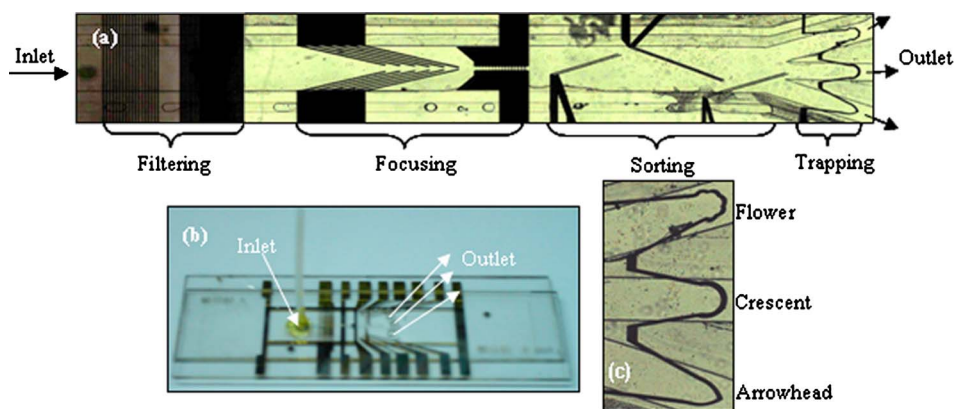 (a)
Inlet
Outlet
Filtering
Focusing
Sorting
Trapping
(b)
Inlet
Outlet
Flower
Crescent
(c)
Arrowhead